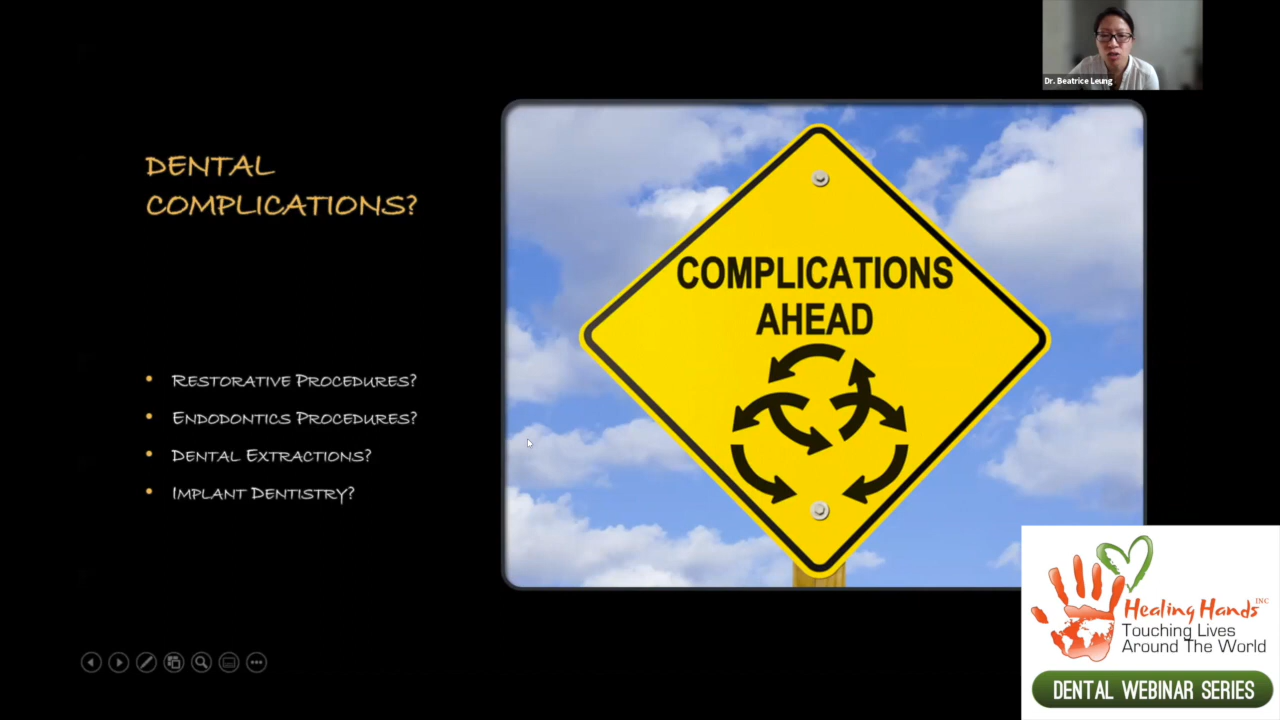 Dr. Beatrice Leung
DENTAL
COMPLICATIONS?
COMPLICATIONS
AHEAD
• RESTORATIVE PROCEDURES?
• ENDODONTICS PROCEDURES?
• DENTAL EXTRACTIONS?
• IMPLANT DENTISTRY?
Healing Hands INC
Touching Lives
Around The World
DENTAL WEBINAR SERIES